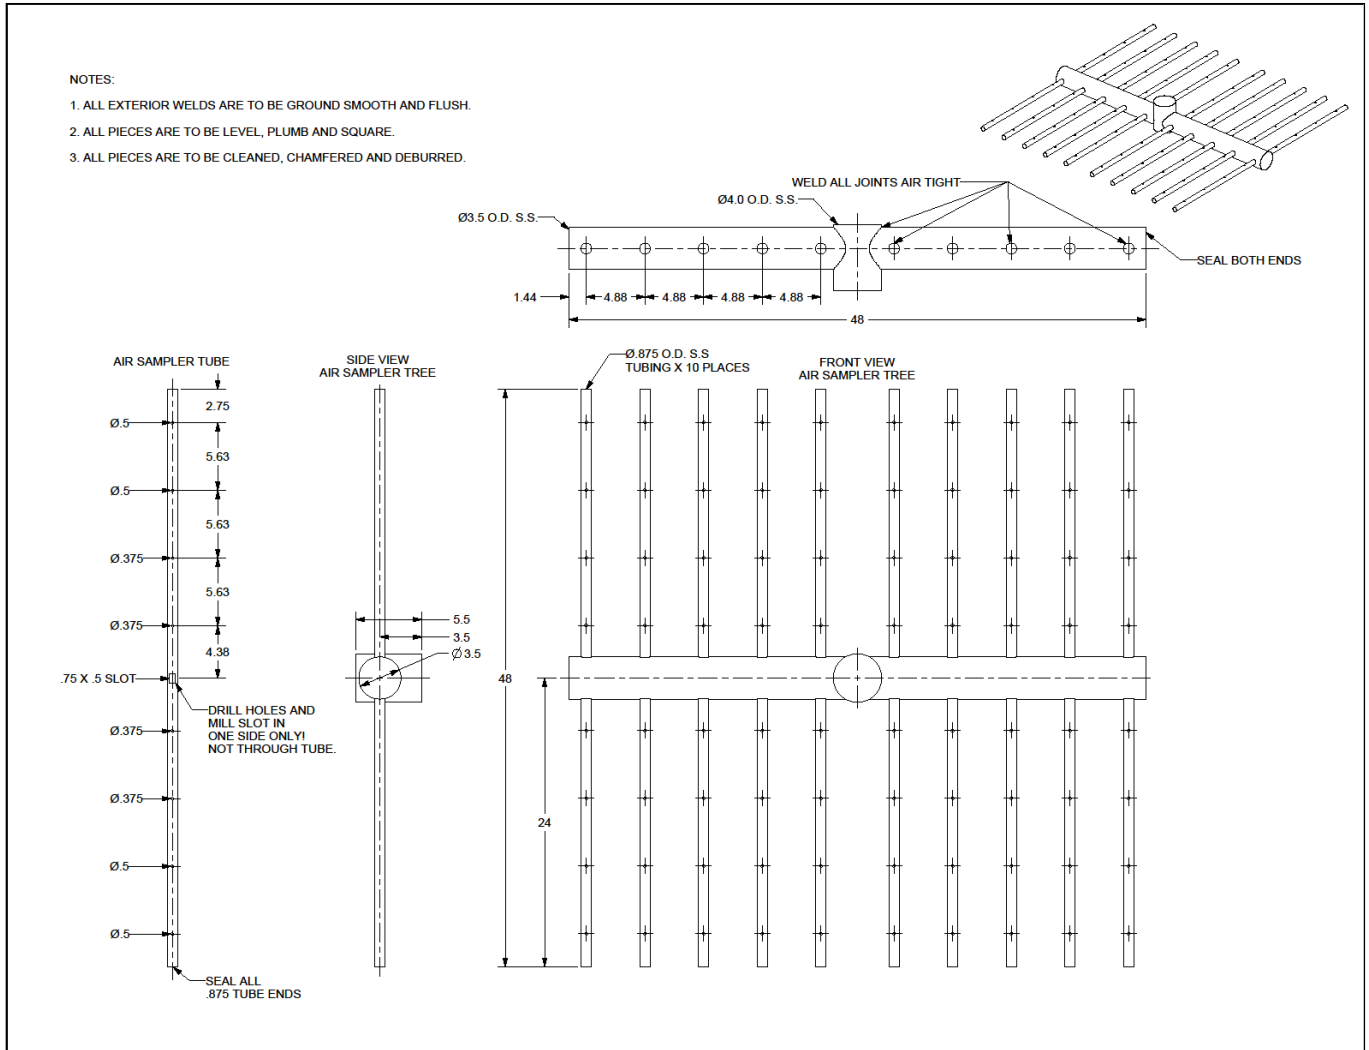 NOTES:
1. ALL EXTERIOR WELDS ARE TO BE GROUND SMOOTH AND FLUSH.
2. ALL PIECES ARE TO BE LEVEL, PLUMB AND SQUARE.
3. ALL PIECES ARE TO BE CLEANED, CHAMFERED AND DEBURRED.
WELD ALL JOINTS AIR TIGHT
Ø4.0 O.D. S.S.
Ø3.5 O.D. S.S.
SEAL BOTH ENDS
1.44
4.88
4.88
4.88
4.88
48
AIR SAMPLER TUBE
2.75
Ø.5
5.63
Ø.5
5.63
Ø.375
5.63
Ø.375
4.38
.75 X .5 SLOT
DRILL HOLES AND
MILL SLOT IN
ONE SIDE ONLY!
NOT THROUGH TUBE.
Ø.375
Ø.375
Ø.5
Ø.5
SEAL ALL
.875 TUBE ENDS
SIDE VIEW
AIR SAMPLER TREE
5.5
3.5
Ø3.5
Ø.875 O.D. S.S
TUBING X 10 PLACES
FRONT VIEW
AIR SAMPLER TREE
48
24